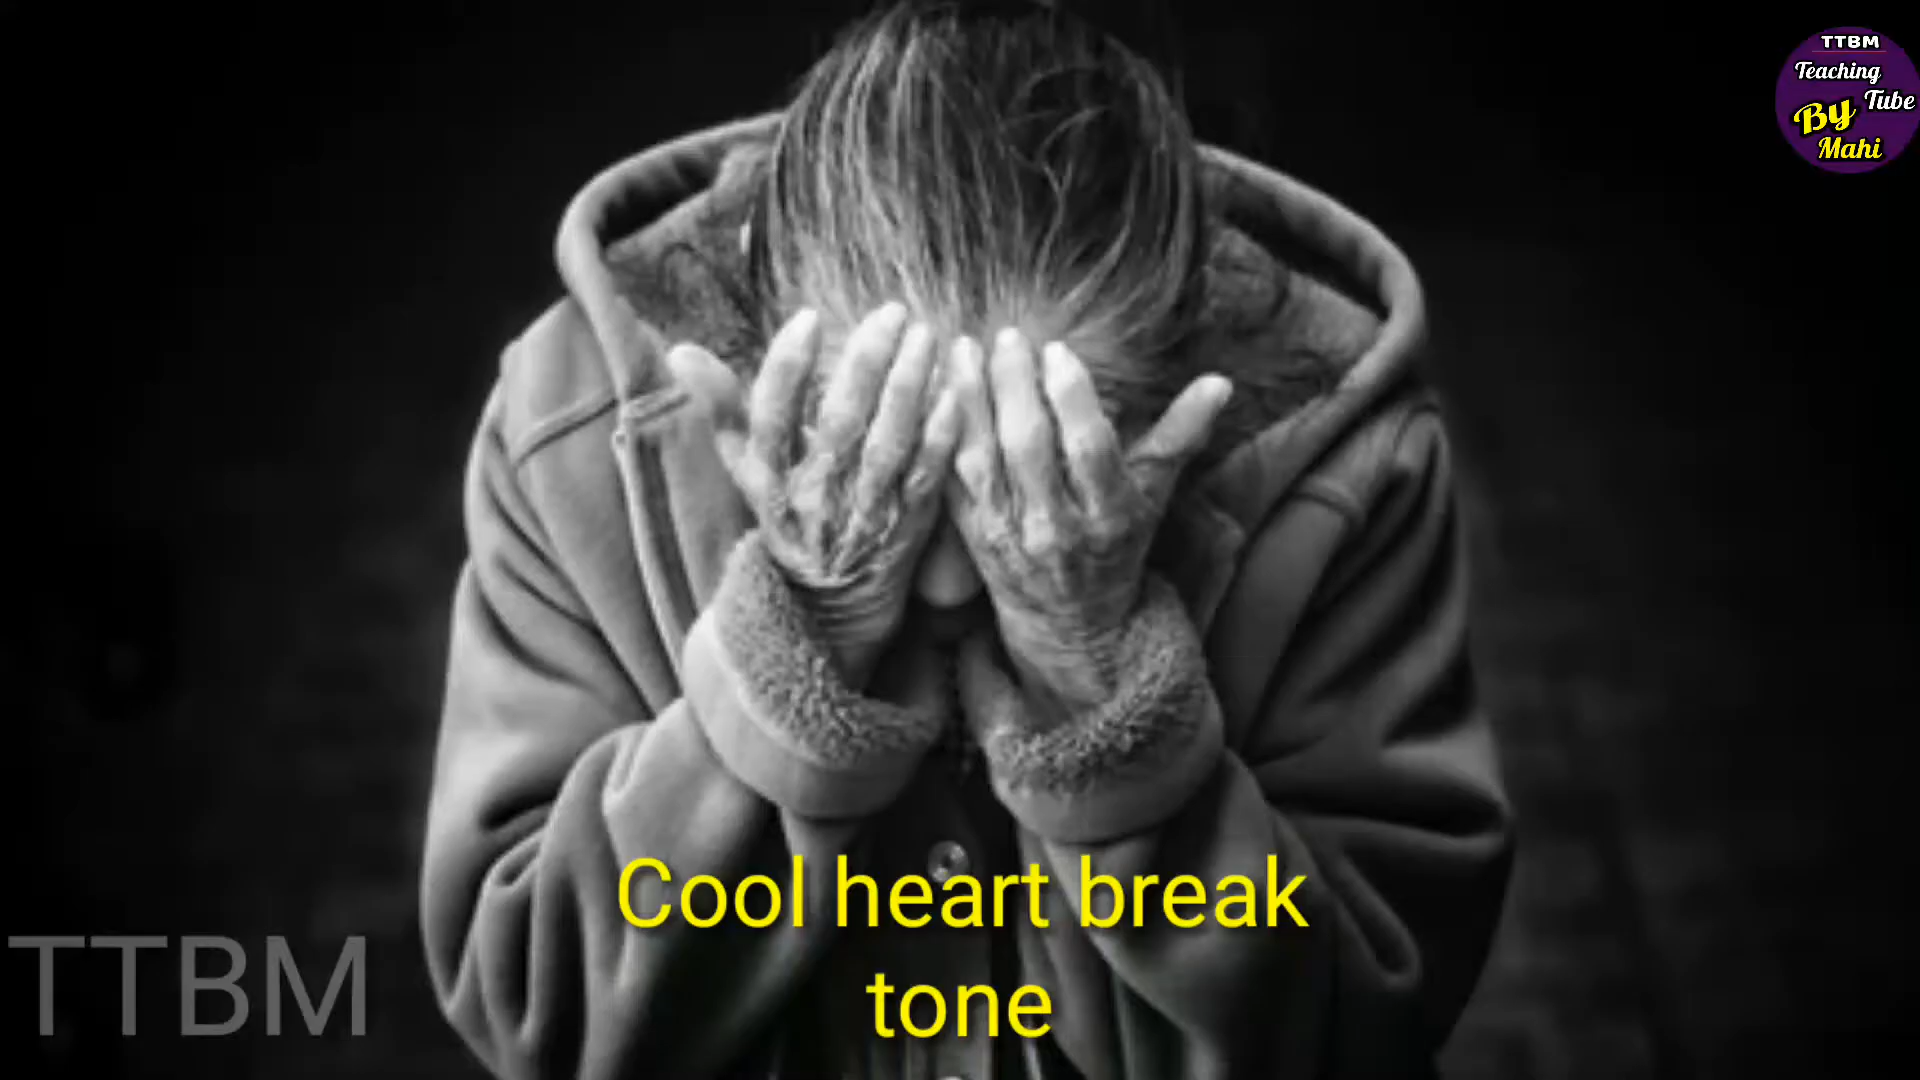 TTBM
Teaching
Tube
By
Mahi
Cool heart break
tone
TTBM